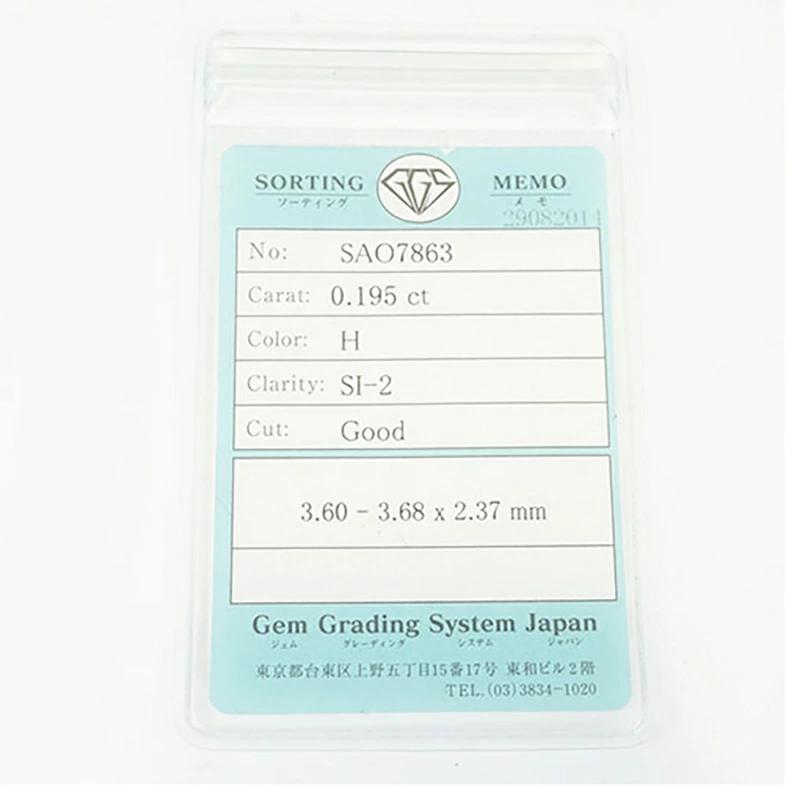 SORTING GGS MEMO
ソーティング メモ
29082014
No: SAO7863
Carat: 0.195 ct
Color: H
Clarity: SI-2
Cut: Good
3.60 - 3.68 x 2.37 mm
Gem Grading System Japan
ジェム グレーディング システム ジャパン
東京都台東区上野五丁目15番17号 東和ビル2階
TEL.(03)3834-1020